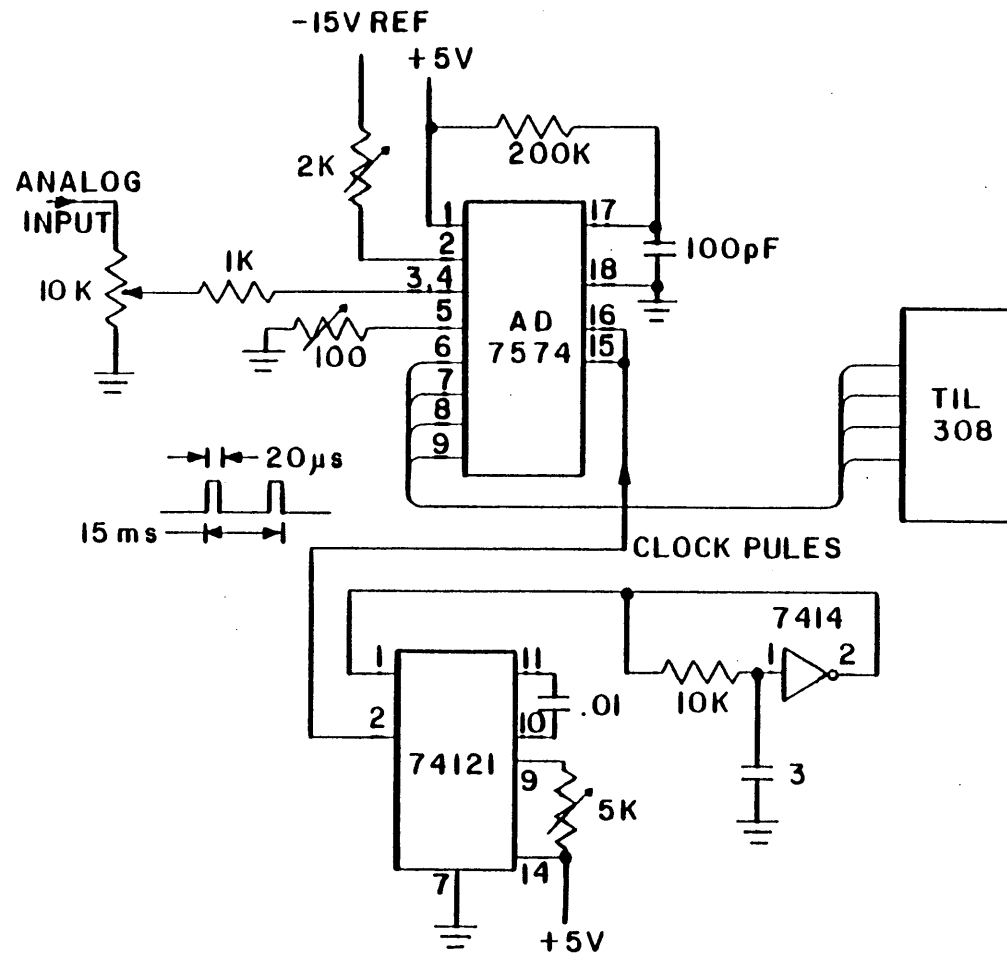 -15V REF
+5V
2K
200K
ANALOG
INPUT
10K
1K
1
2
3,4
5
6
7
8
9
100
AD
7574
17
18
16
15
100pF
TIL
308
20µs
15ms
CLOCK PULES
7414
1
2
10K
3
1
2
74121
11
10
.01
9
5K
14
7
+5V